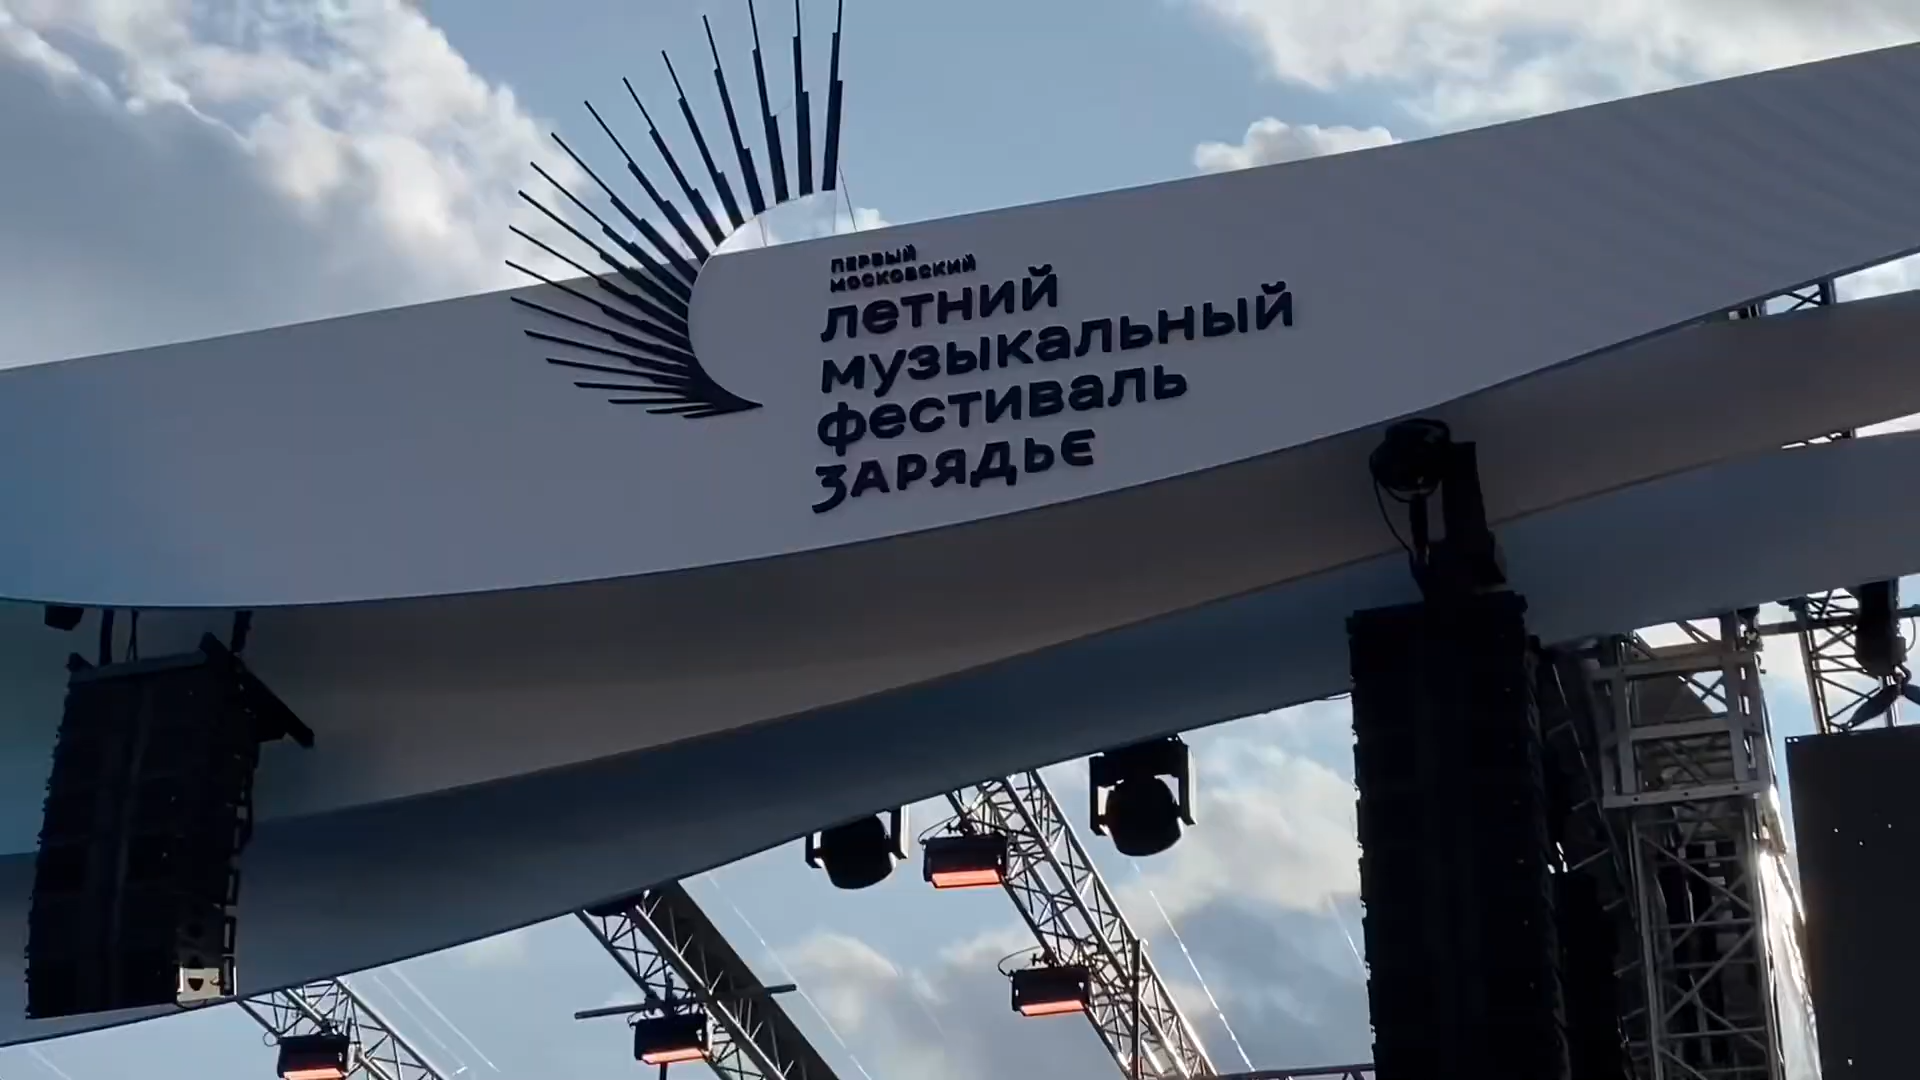 ПЕРВЫЙ
МОСКОВСКИЙ
летний
музыкальный
фестиваль
ЗАРЯДЬЕ